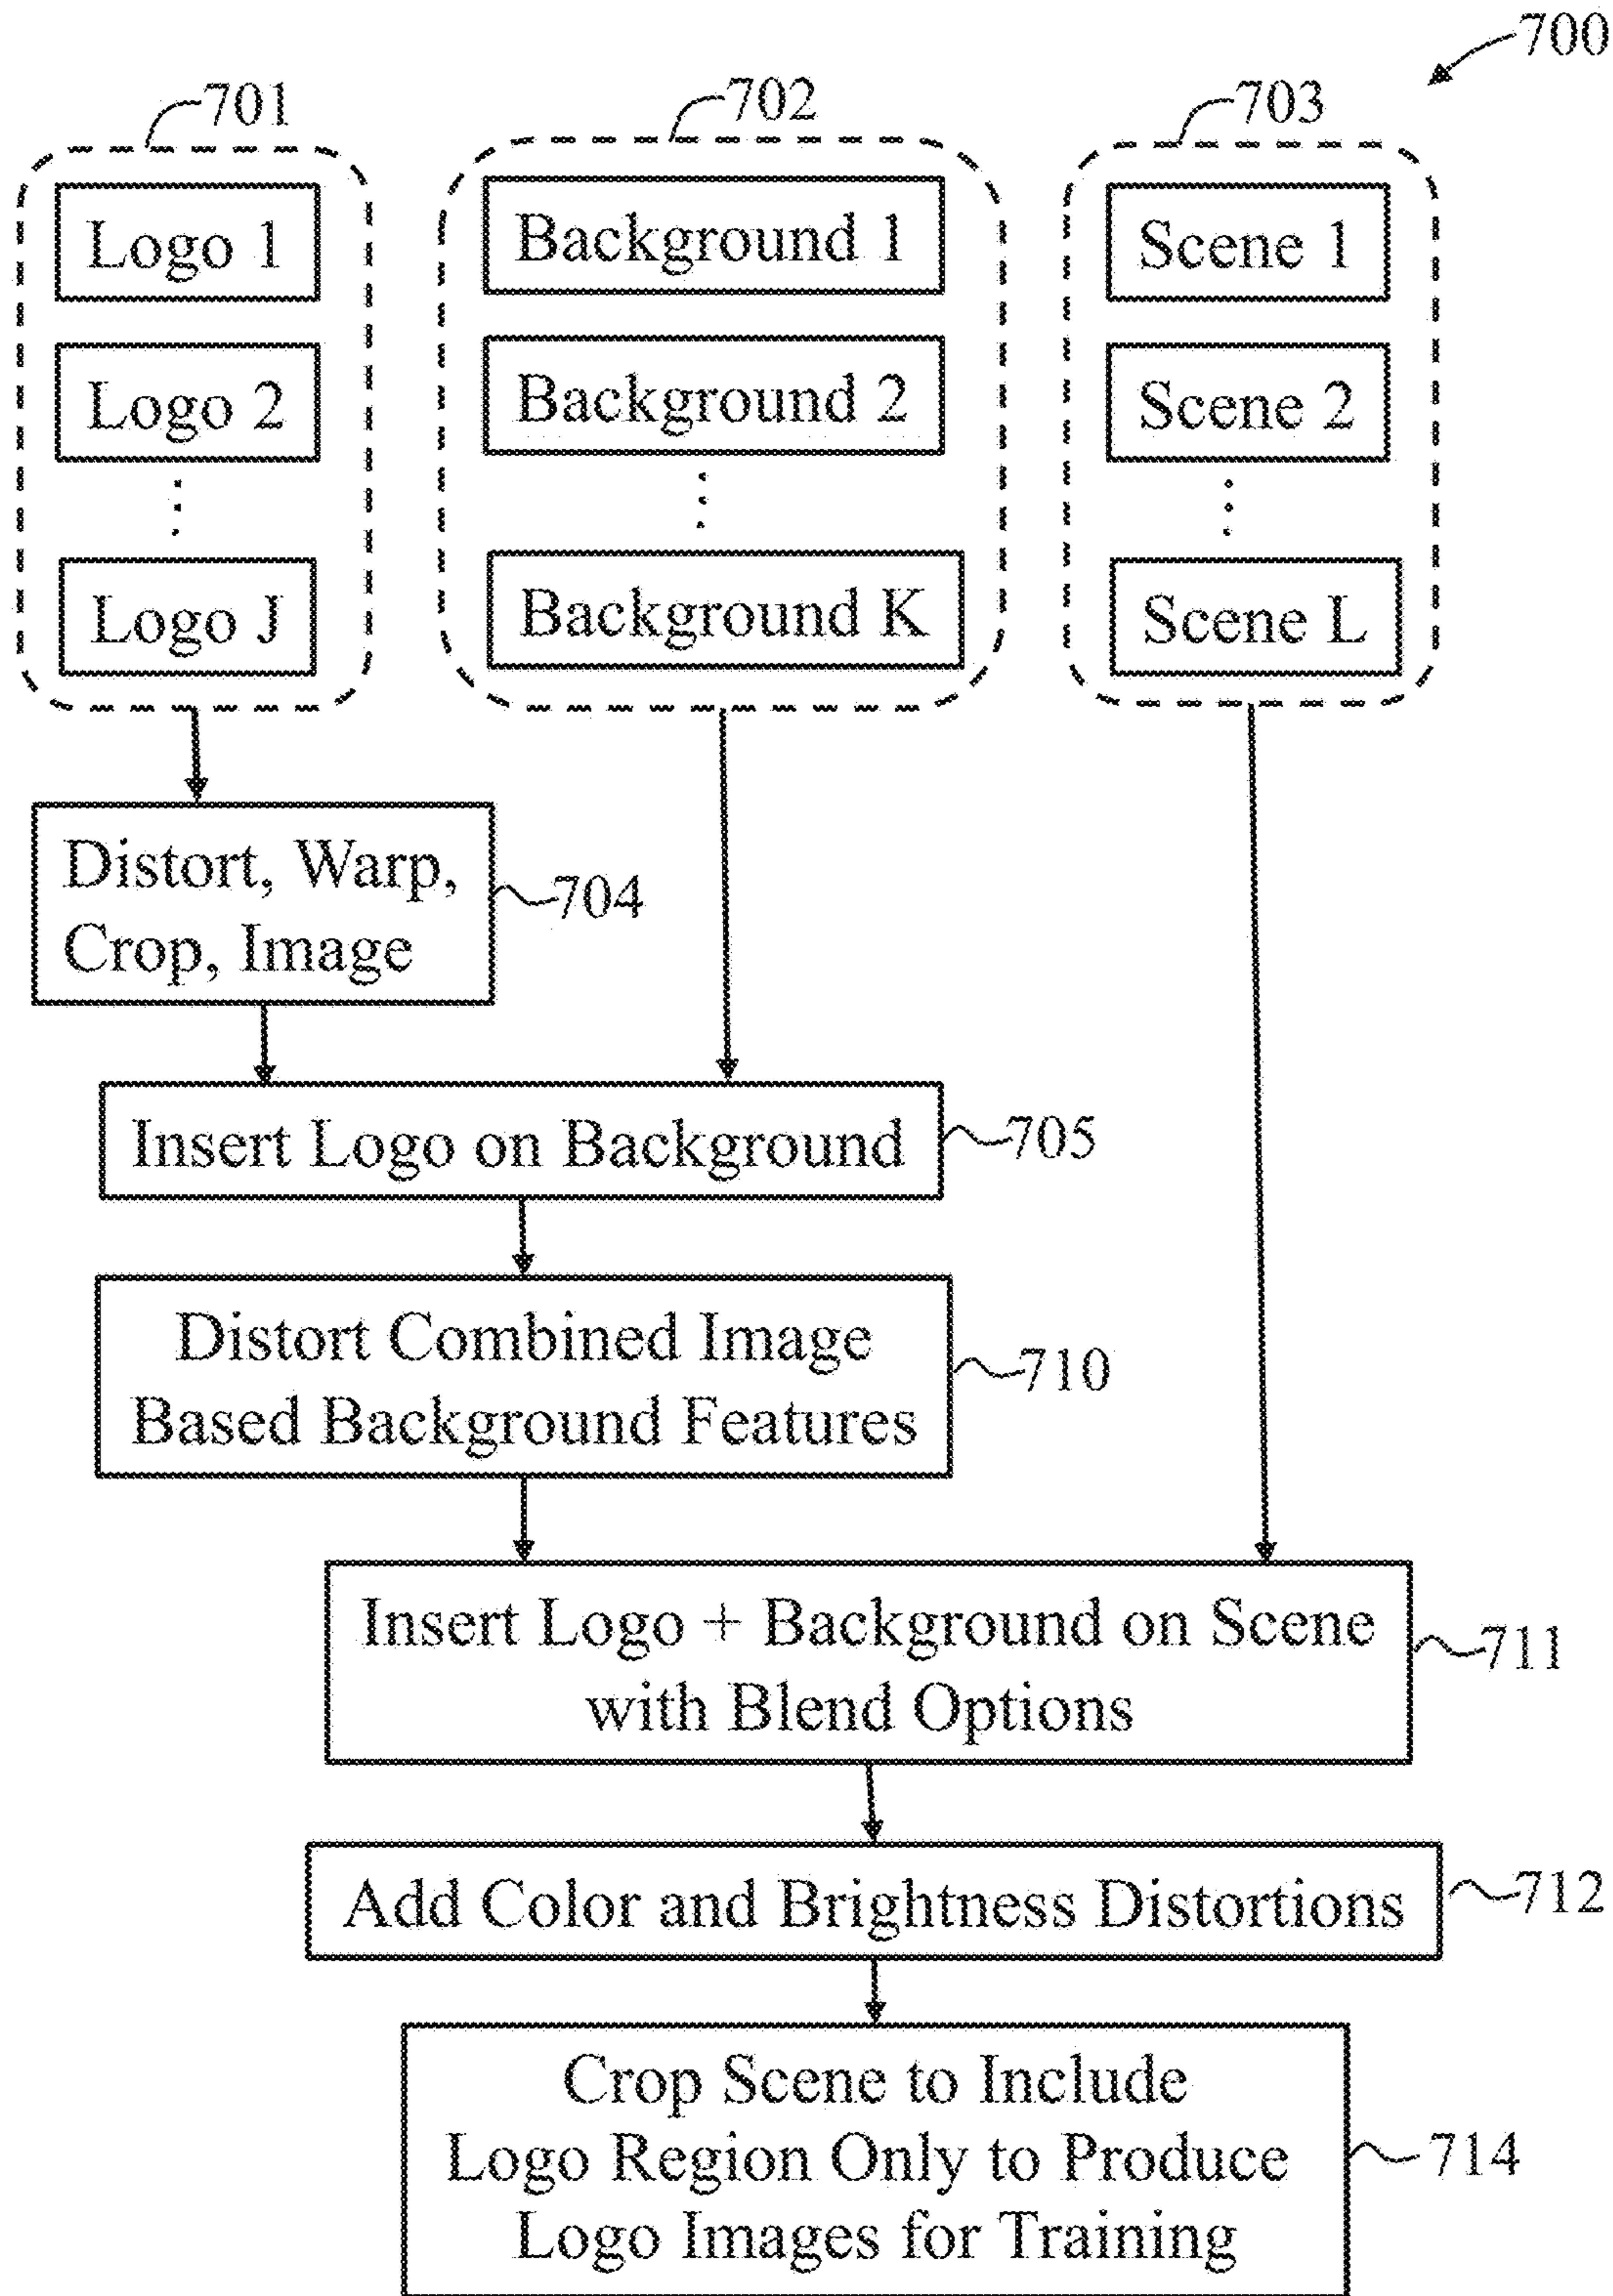 700
701
702
703
Logo 1
Background 1
Scene 1
Logo 2
Background 2
Scene 2
Logo J
Background K
Scene L
Distort, Warp,
Crop, Image
704
Insert Logo on Background
705
Distort Combined Image
Based Background Features
710
Insert Logo + Background on Scene
with Blend Options
711
Add Color and Brightness Distortions
712
Crop Scene to Include
Logo Region Only to Produce
Logo Images for Training
714